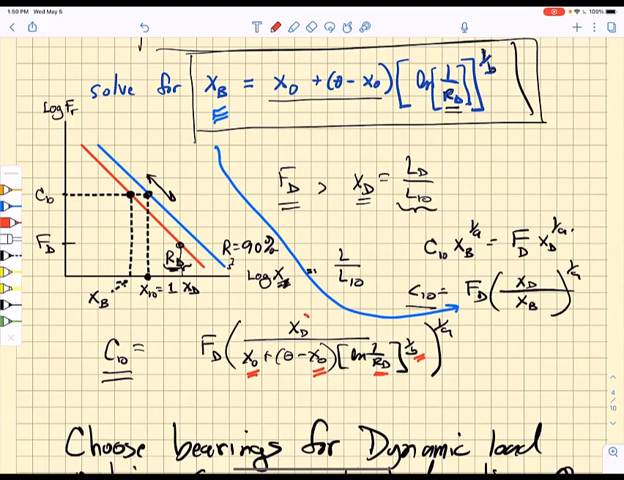 1:50 PM Wed May 5
100%
solve for X_B = X_0 + (θ - X_0) [ln[1/R_D]]^1/b
Log F_r
C_10
F_D
R_D
R = 90%
Log X
X_B
X_10 = 1
X_D
L/L_10
F_D , X_D = L_D/L_10
C_10 X_B^1/a = F_D X_D^1/a
C_10 = F_D (X_D/X_B)^1/a
C_10 = F_D (X_D / X_0 + (θ - X_0) [ln 1/R_D]^1/b)^1/a
Choose bearings for Dynamic load
4
/
10